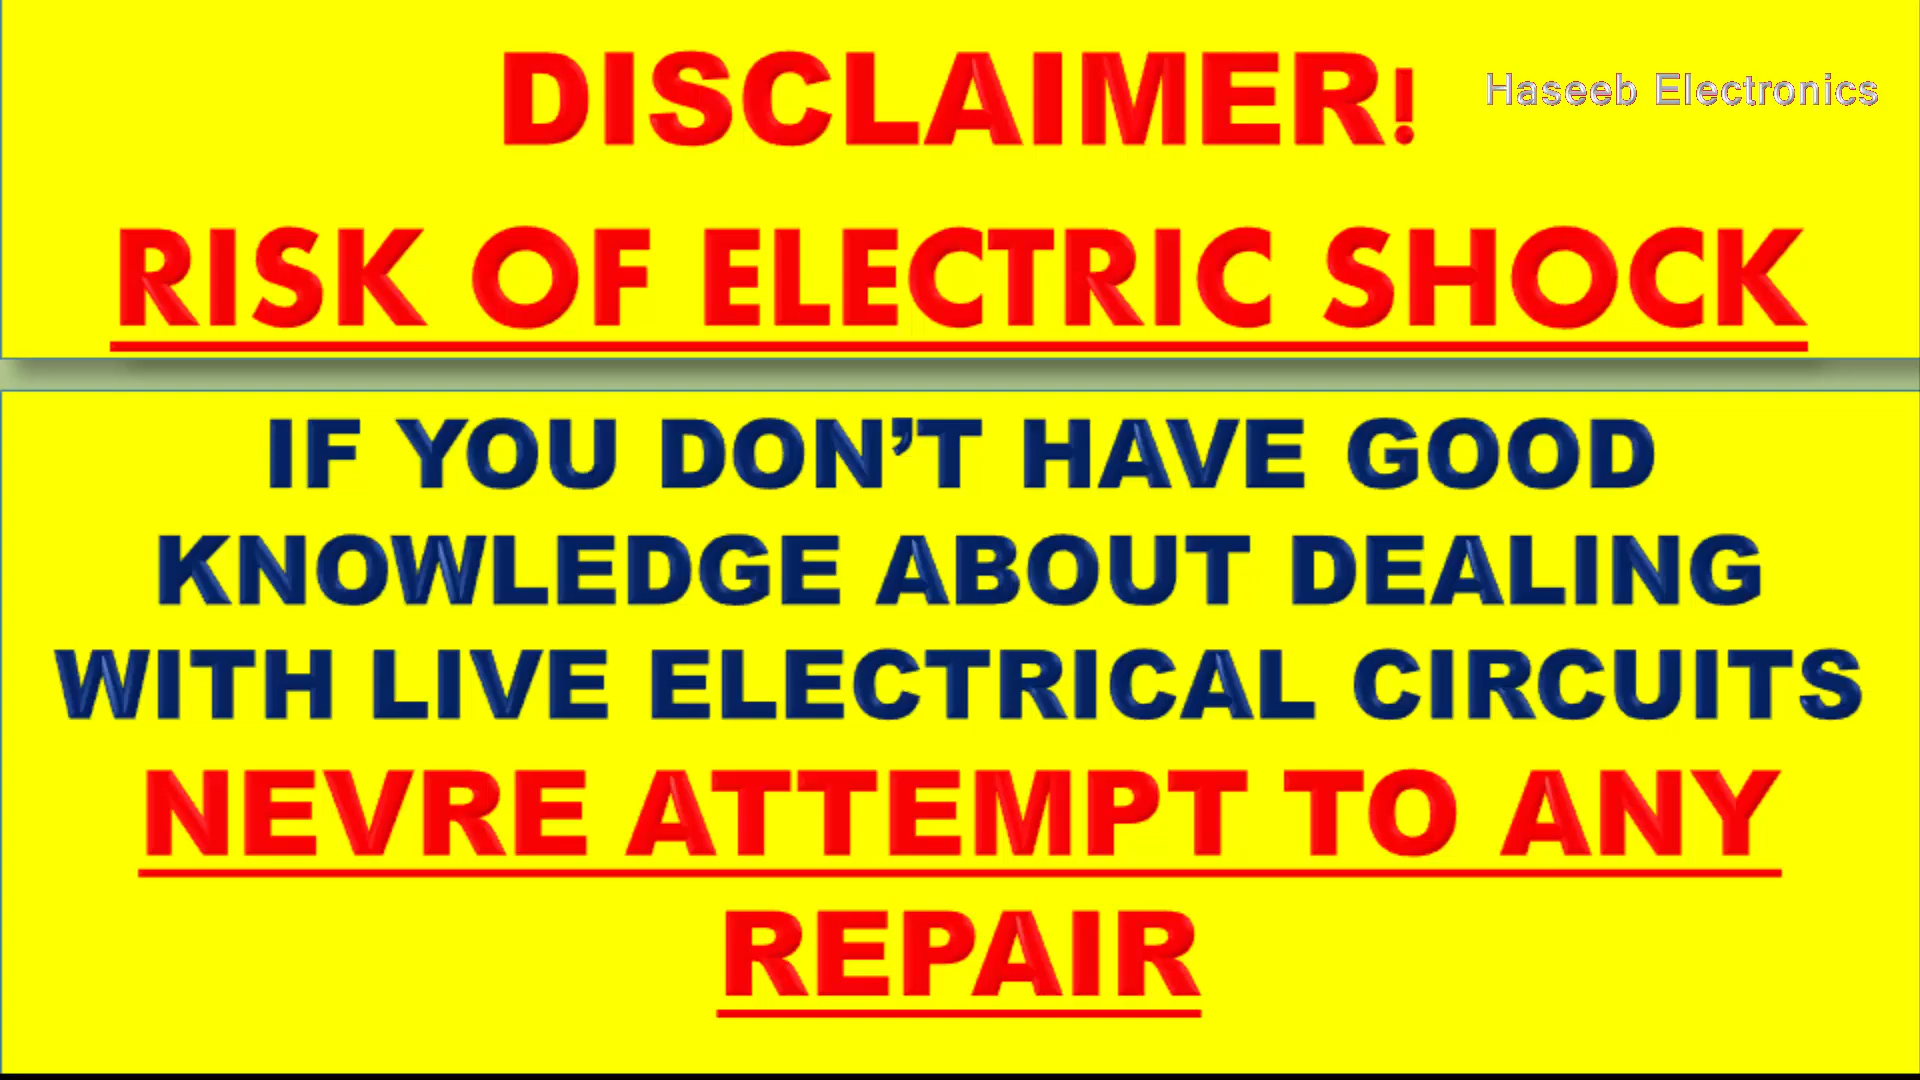 DISCLAIMER!
Haseeb Electronics
RISK OF ELECTRIC SHOCK
IF YOU DON’T HAVE GOOD
KNOWLEDGE ABOUT DEALING
WITH LIVE ELECTRICAL CIRCUITS
NEVRE ATTEMPT TO ANY
REPAIR